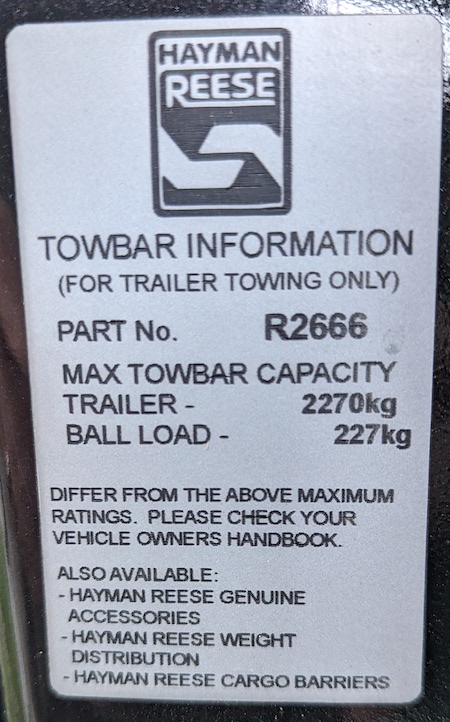 HAYMAN
REESE
TOWBAR INFORMATION
(FOR TRAILER TOWING ONLY)
PART No. R2666
MAX TOWBAR CAPACITY
TRAILER - 2270kg
BALL LOAD - 227kg
DIFFER FROM THE ABOVE MAXIMUM
RATINGS. PLEASE CHECK YOUR
VEHICLE OWNERS HANDBOOK.
ALSO AVAILABLE:
- HAYMAN REESE GENUINE
ACCESSORIES
- HAYMAN REESE WEIGHT
DISTRIBUTION
- HAYMAN REESE CARGO BARRIERS